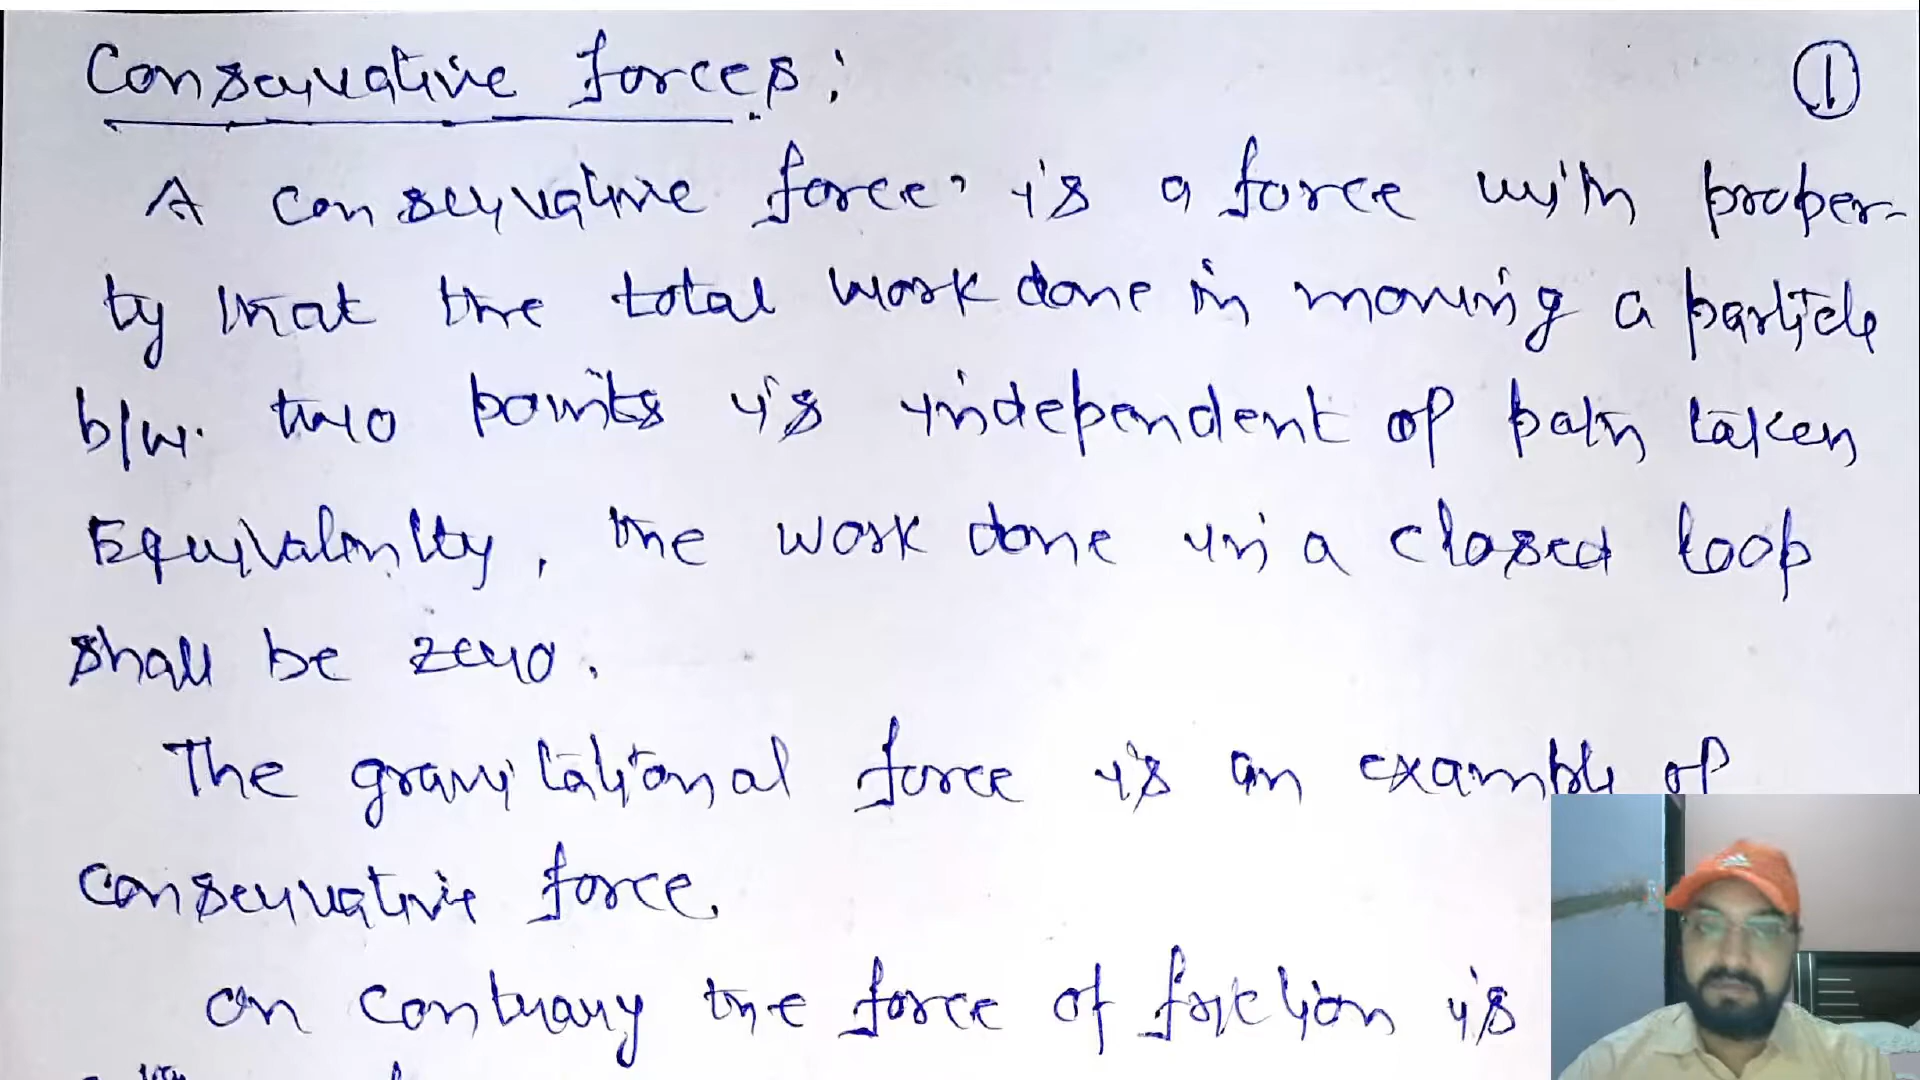 Conservative forces:
①
A conservative force is a force with proper-
ty that the total work done in moving a particle
b/w. two points is independent of path taken
Equivalently, the work done in a closed loop
shall be zero.
The gravitational force is an example of
conservative force.
on contrary the force of friction is